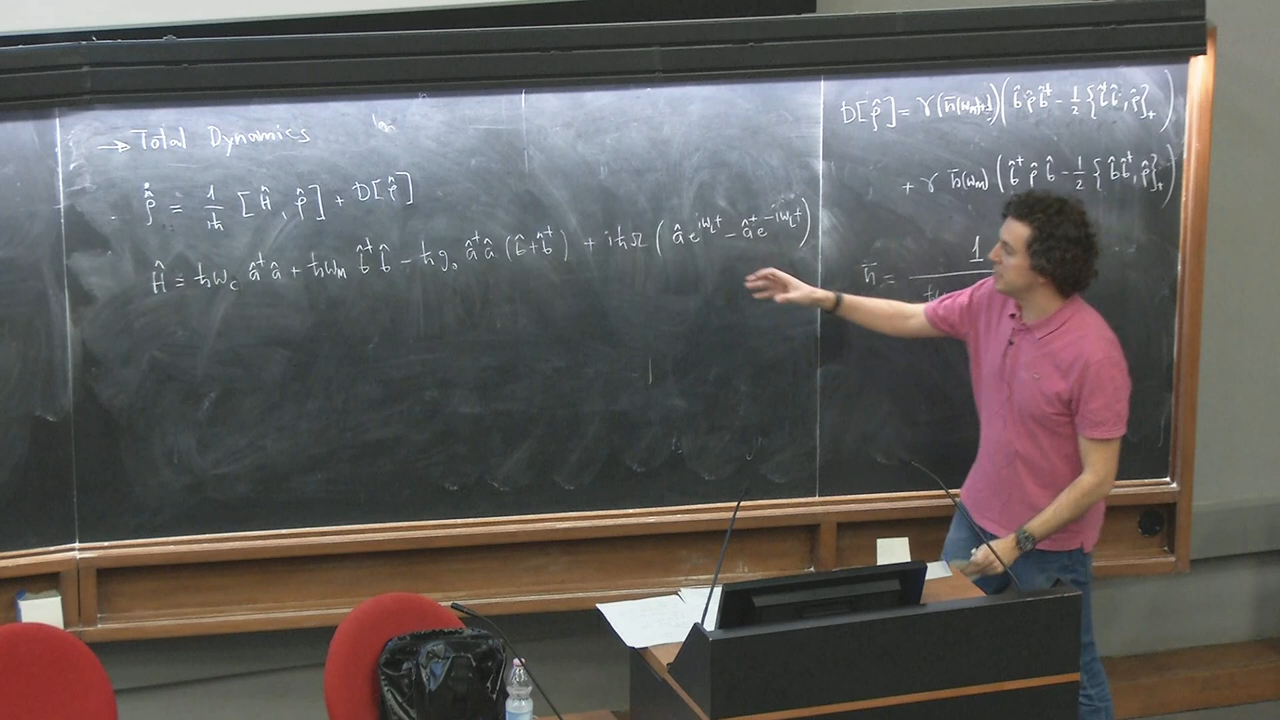 → Total Dynamics
ρ̂̇ = 1/iħ [Ĥ, ρ̂] + D[ρ̂]
Ĥ = ħω_c â†â + ħω_m b̂†b̂ - ħg₀ â†â (b̂+b̂†) + iħΩ (â e^{iω_L t} - â† e^{-iω_L t})
D[ρ̂] = γ(n̄(ω_m)+1)(b̂ρ̂b̂† - 1/2 {b̂†b̂, ρ̂}₊)
+ γ n̄(ω_m) (b̂†ρ̂b̂ - 1/2 {b̂b̂†, ρ̂}₊)
n̄ = 1